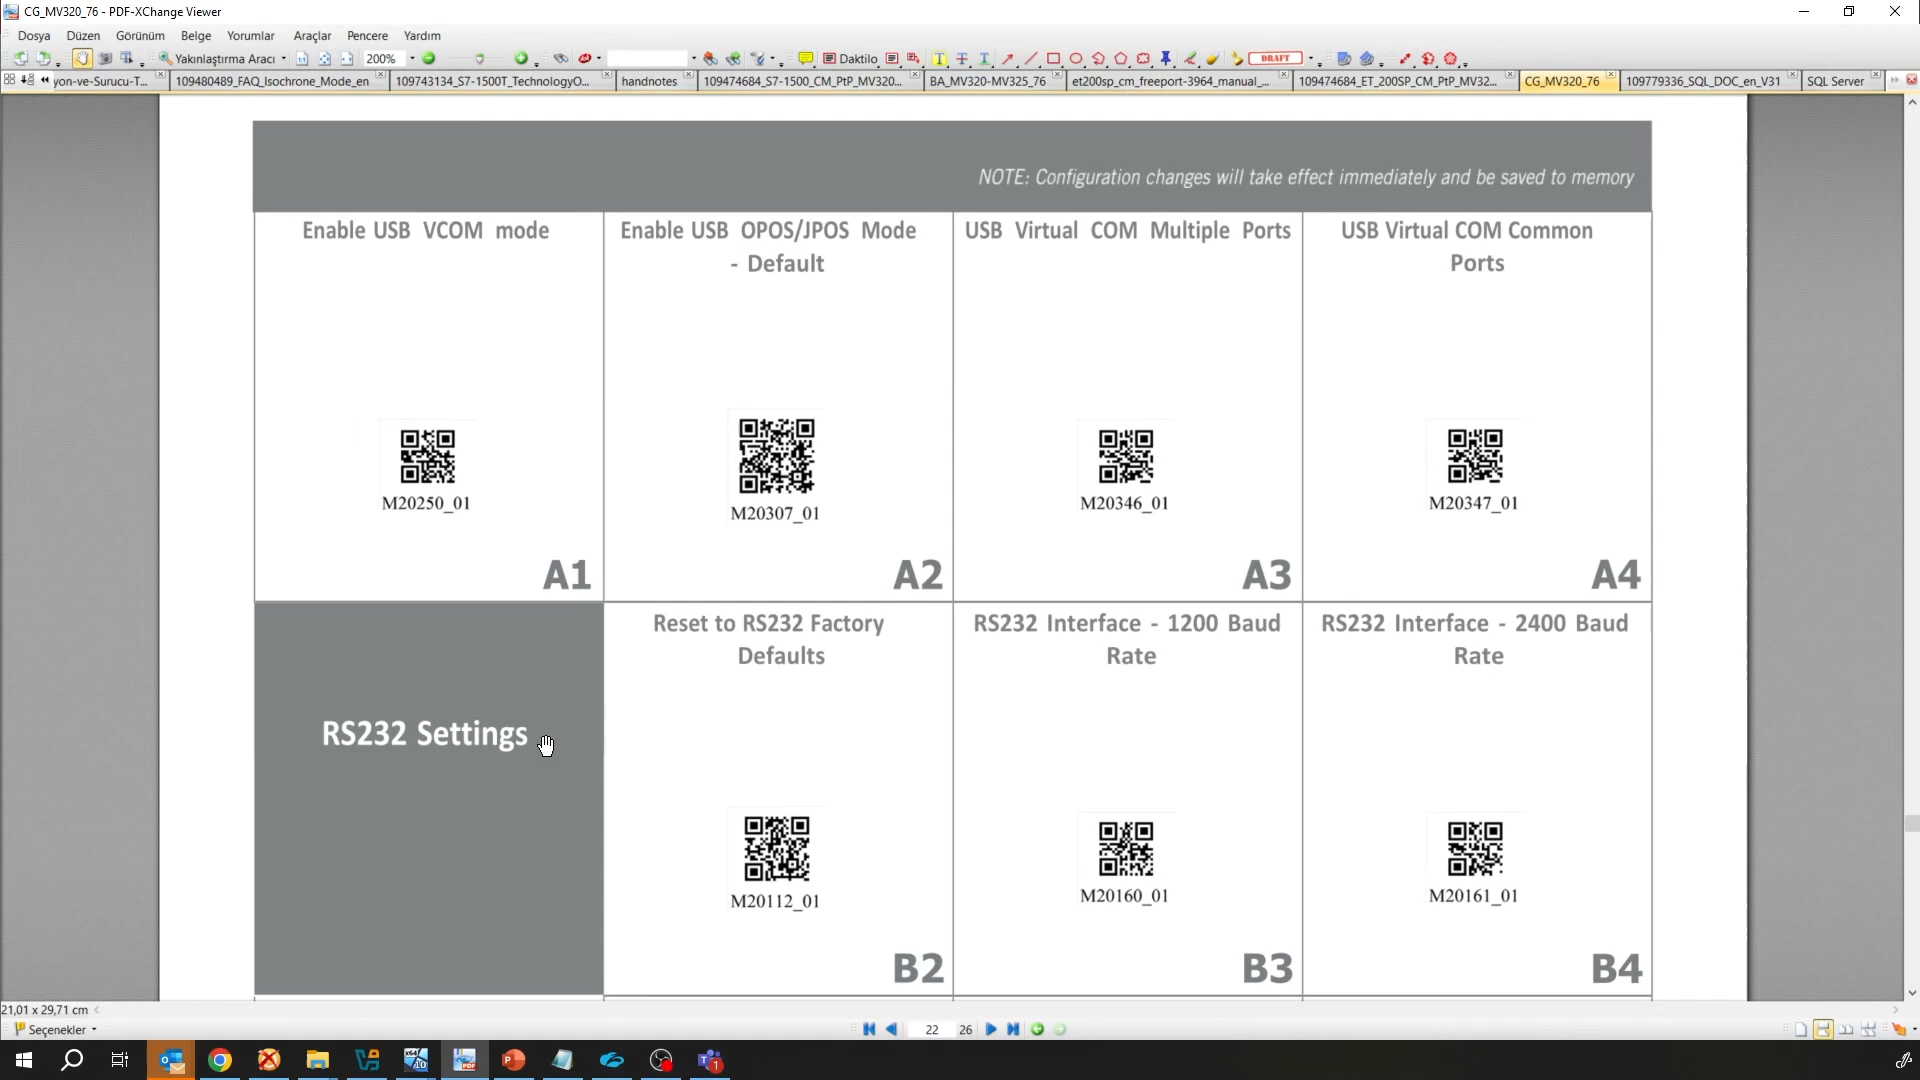 CG_MV320_76 - PDF-XChange Viewer
Dosya Düzen Görünüm Belge Yorumlar Araçlar Pencere Yardım
Yakınlaştırma Aracı 200% Daktilo DRAFT
yon-ve-Surucu-T... 109480489_FAQ_Isochrone_Mode_en 109743134_S7-1500T_TechnologyO... handnotes 109474684_S7-1500_CM_PtP_MV320... BA_MV320-MV325_76 et200sp_cm_freeport-3964_manual_... 109474684_ET_200SP_CM_PtP_MV32... CG_MV320_76 109779336_SQL_DOC_en_V31 SQL Server
NOTE: Configuration changes will take effect immediately and be saved to memory
Enable USB VCOM mode
M20250_01
A1
Enable USB OPOS/JPOS Mode
- Default
M20307_01
A2
USB Virtual COM Multiple Ports
M20346_01
A3
USB Virtual COM Common
Ports
M20347_01
A4
RS232 Settings
Reset to RS232 Factory
Defaults
M20112_01
B2
RS232 Interface - 1200 Baud
Rate
M20160_01
B3
RS232 Interface - 2400 Baud
Rate
M20161_01
B4
21,01 x 29,71 cm
Seçenekler 22 26